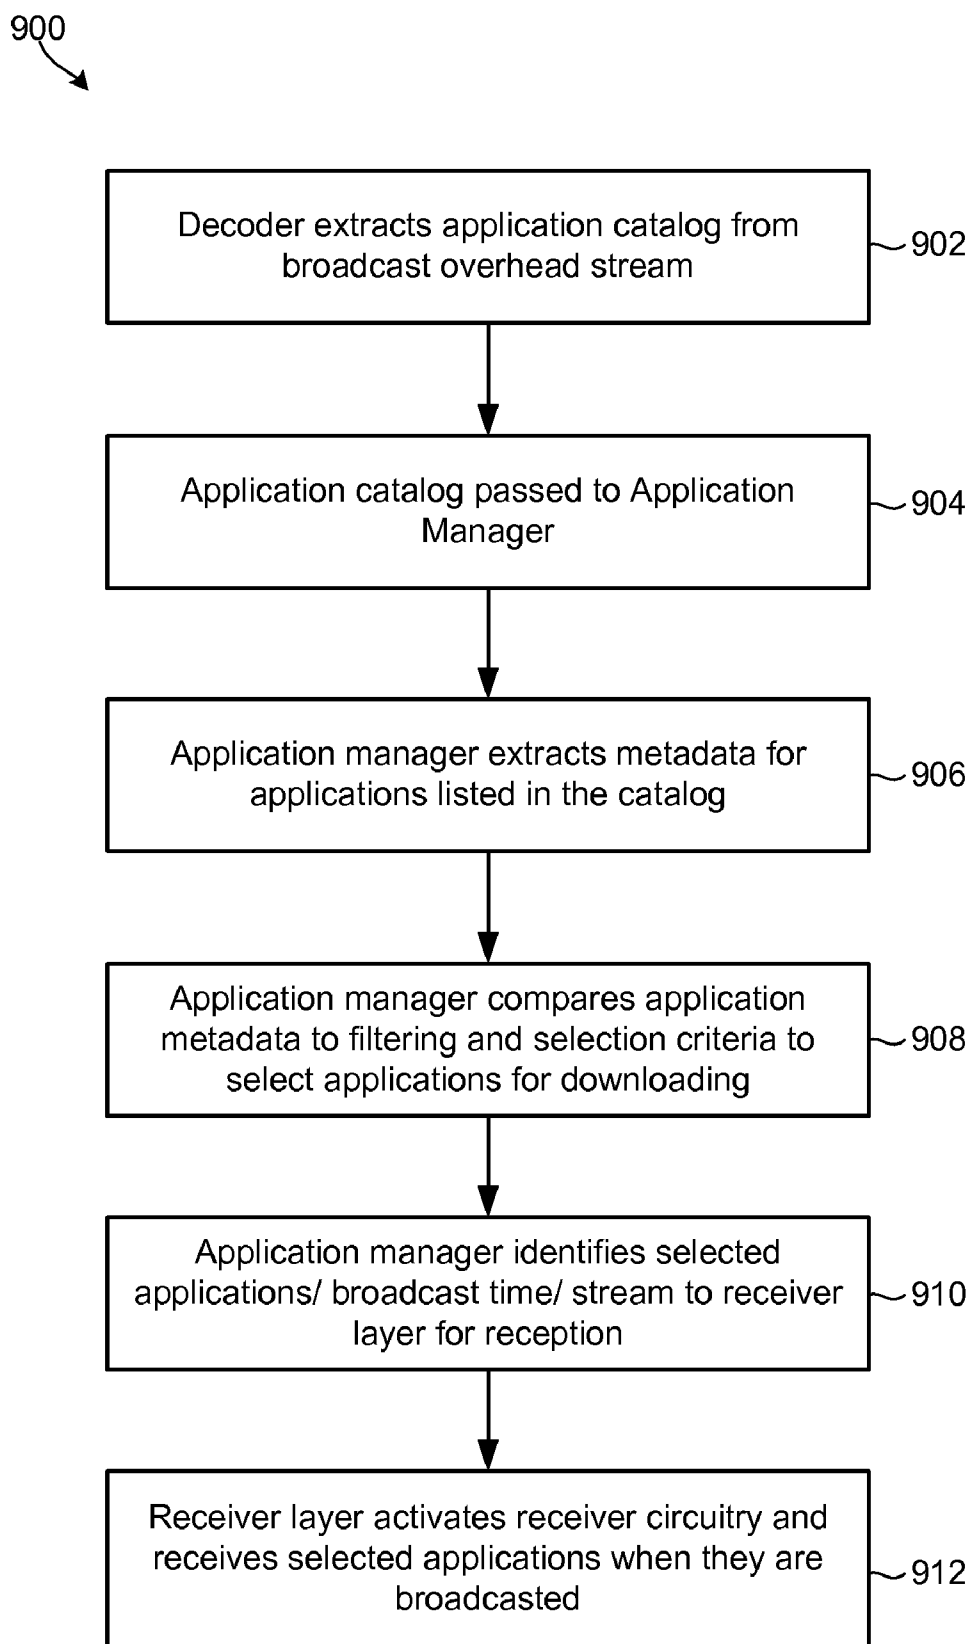 900
Decoder extracts application catalog from
broadcast overhead stream
902
Application catalog passed to Application
Manager
904
Application manager extracts metadata for
applications listed in the catalog
906
Application manager compares application
metadata to filtering and selection criteria to
select applications for downloading
908
Application manager identifies selected
applications/ broadcast time/ stream to receiver
layer for reception
910
Receiver layer activates receiver circuitry and
receives selected applications when they are
broadcasted
912